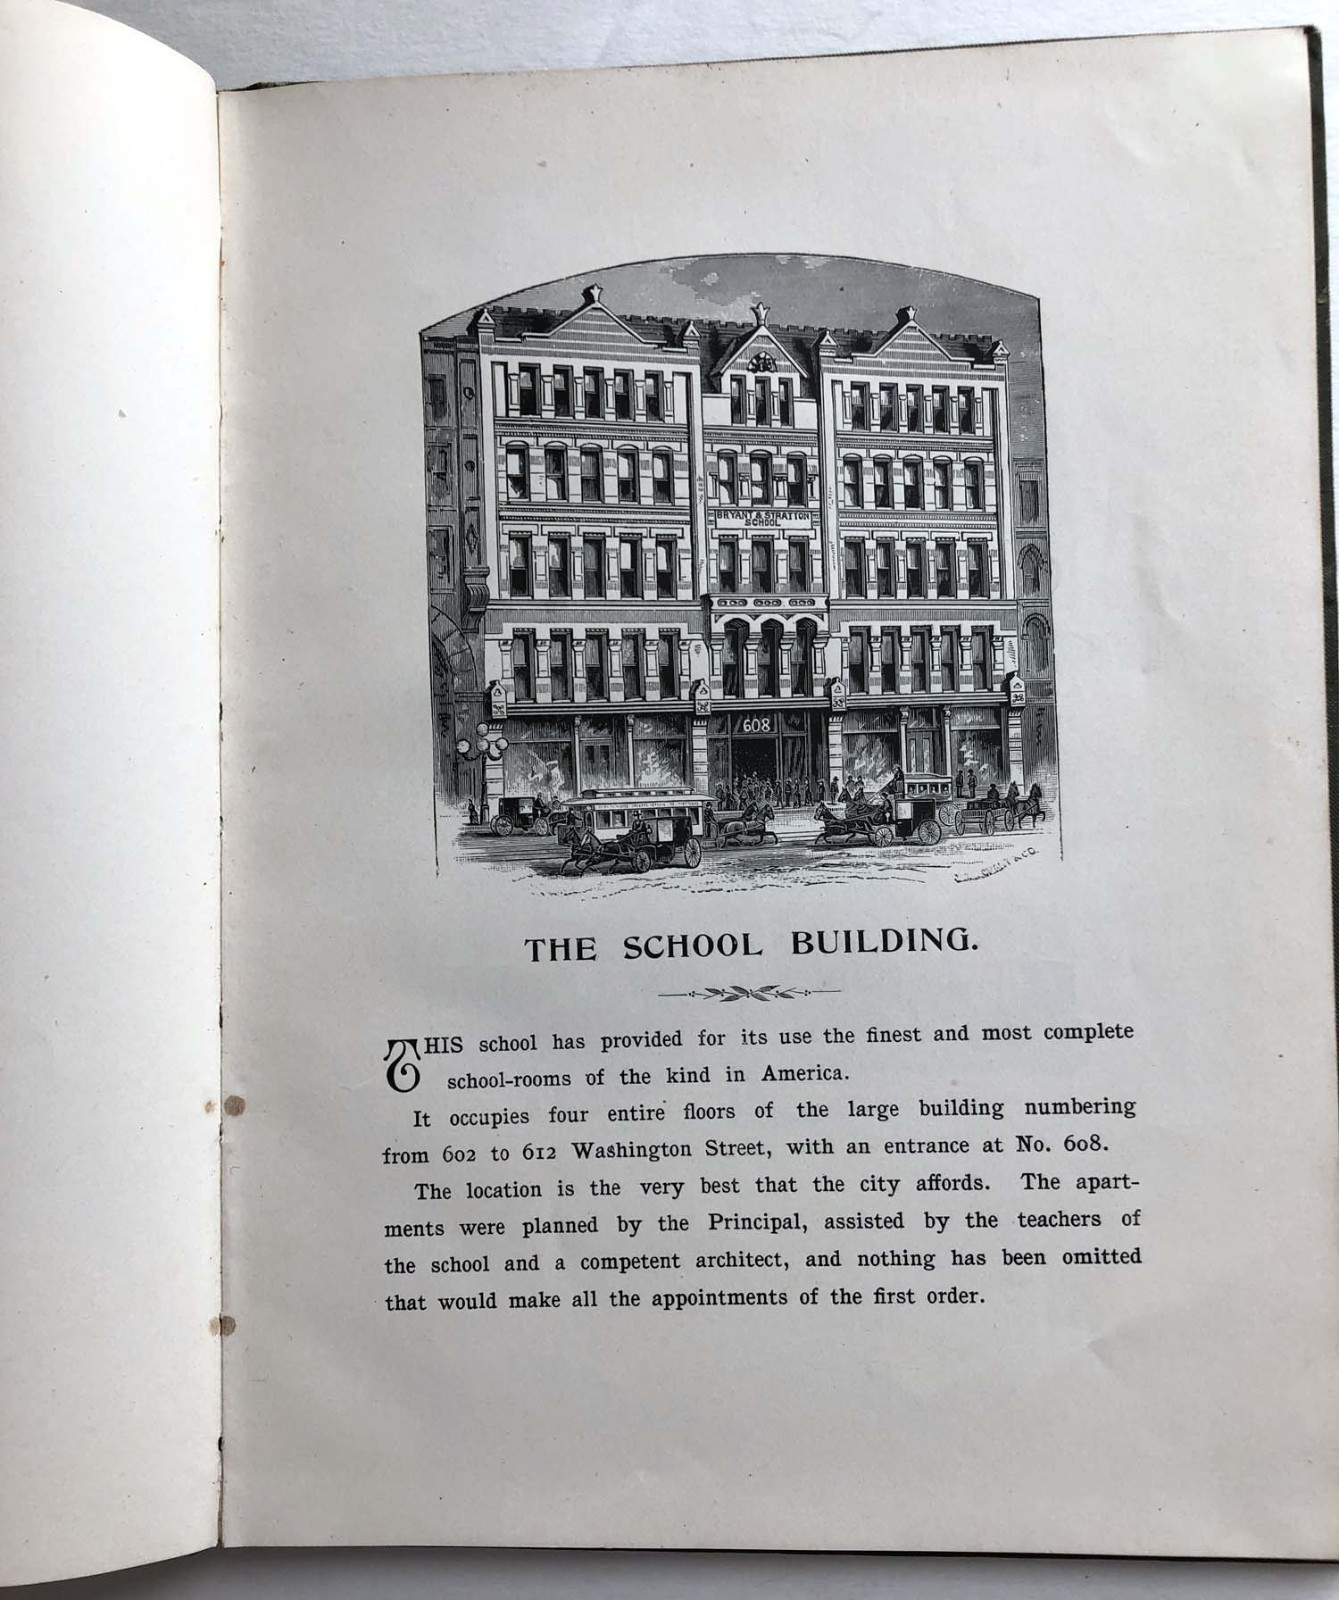 BRYANT & STRATTON
SCHOOL
608
& CO.
THE SCHOOL BUILDING.
THIS school has provided for its use the finest and most complete
school-rooms of the kind in America.
It occupies four entire floors of the large building numbering
from 602 to 612 Washington Street, with an entrance at No. 608.
The location is the very best that the city affords. The apart-
ments were planned by the Principal, assisted by the teachers of
the school and a competent architect, and nothing has been omitted
that would make all the appointments of the first order.